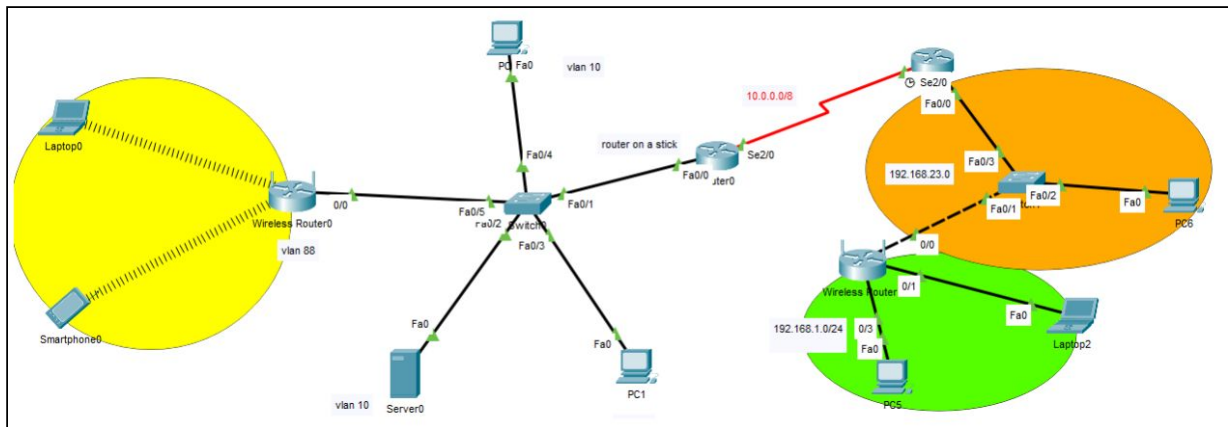 PC
Fa0
vlan 10
Se2/0
10.0.0.0/8
Fa0/0
Laptop0
Fa0/4
router on a stick
Se2/0
Fa0/3
Fa0/0
192.168.23.0
0/0
Fa0/5
Fa0/1
Fa0/2
Fa0
Wireless Router0
Fa0/2
Switch0
Fa0/1
PC6
vlan 88
Fa0/3
0/0
Wireless Router
0/1
Smartphone0
Fa0
Fa0
192.168.1.0/24
0/3
Fa0
Fa0
Laptop2
vlan 10
Server0
PC1
PC5